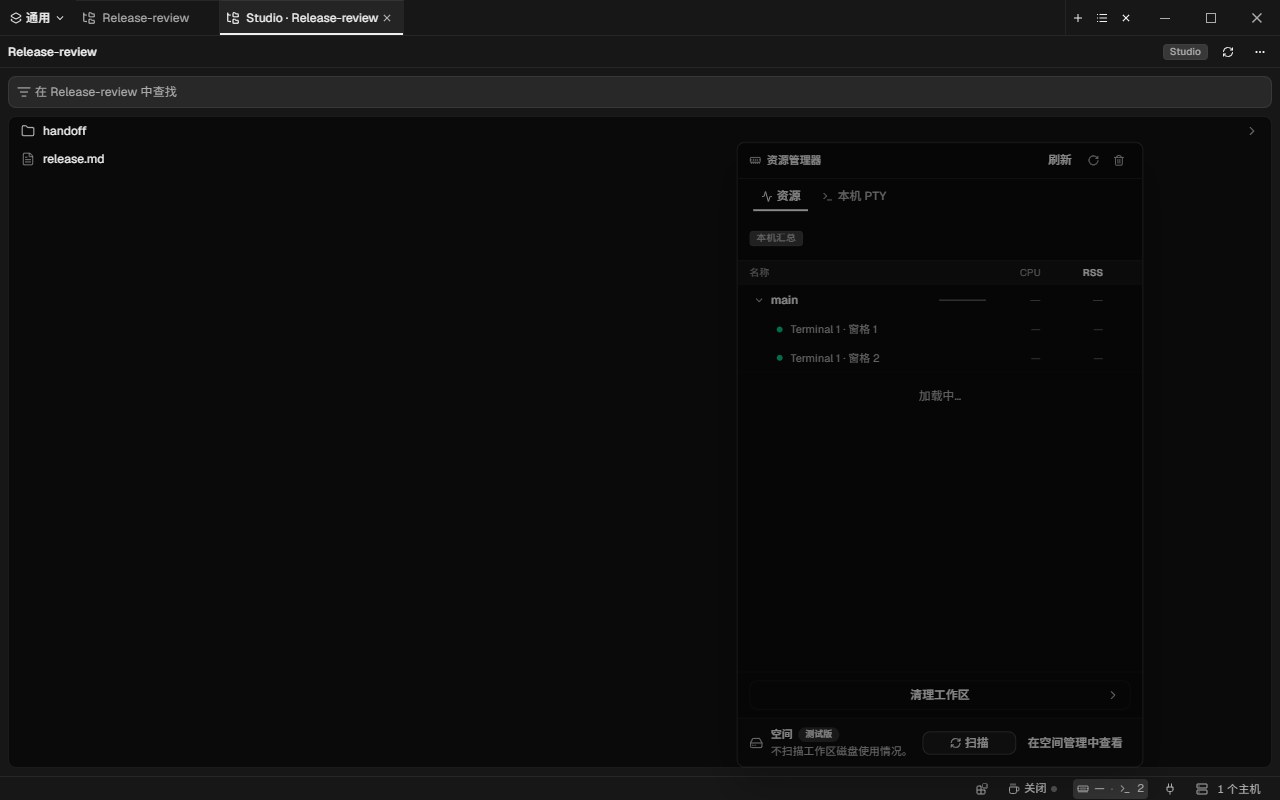 通用 Release-review Studio · Release-review
Release-review Studio
在 Release-review 中查找
handoff
release.md
资源管理器 刷新
资源 本机 PTY
本机汇总
名称 CPU RSS
main — —
Terminal 1 · 窗格 1 — —
Terminal 1 · 窗格 2 — —
加载中...
清理工作区
空间 测试版
不扫描工作区磁盘使用情况。
扫描 在空间管理中查看
关闭 — · 2 1 个主机